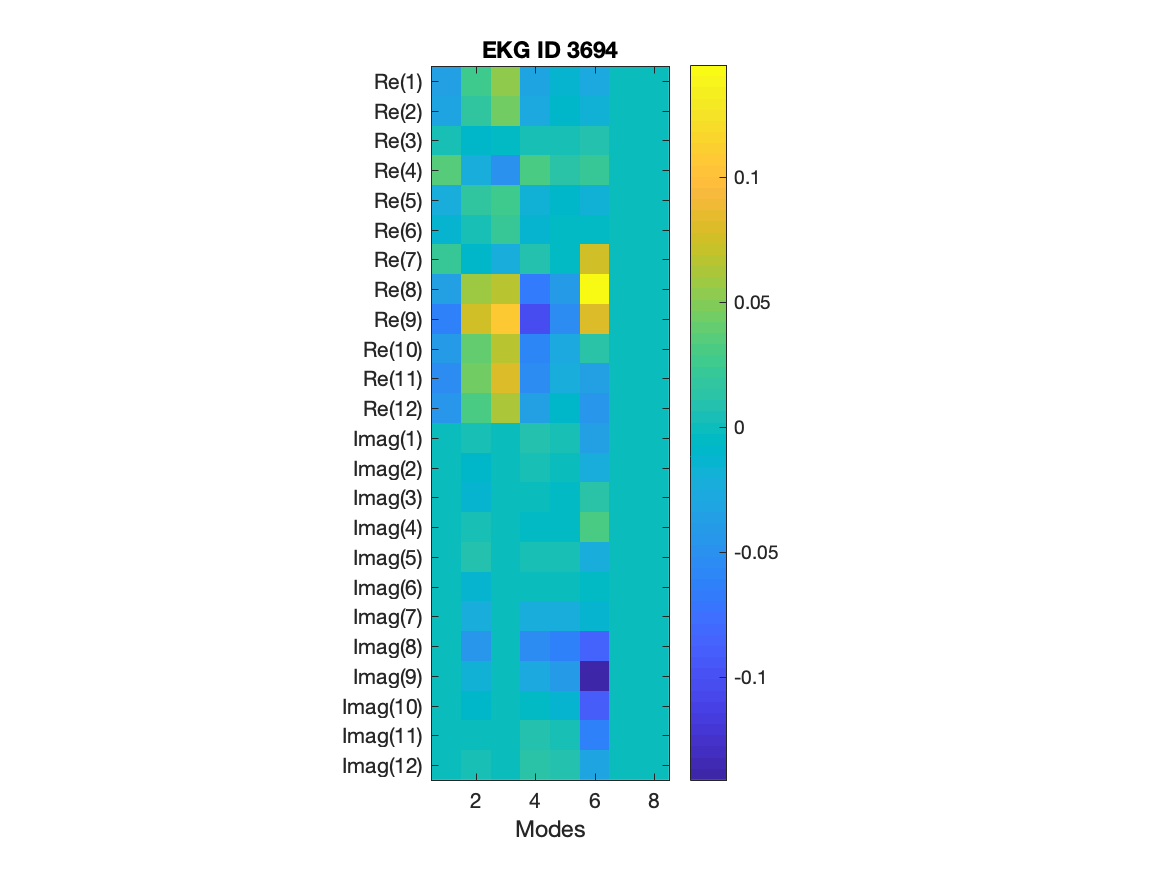 EKG ID 3694
Re(1)
Re(2)
Re(3)
Re(4)
Re(5)
Re(6)
Re(7)
Re(8)
Re(9)
Re(10)
Re(11)
Re(12)
Imag(1)
Imag(2)
Imag(3)
Imag(4)
Imag(5)
Imag(6)
Imag(7)
Imag(8)
Imag(9)
Imag(10)
Imag(11)
Imag(12)
2 4 6 8
Modes
0.1
0.05
0
-0.05
-0.1